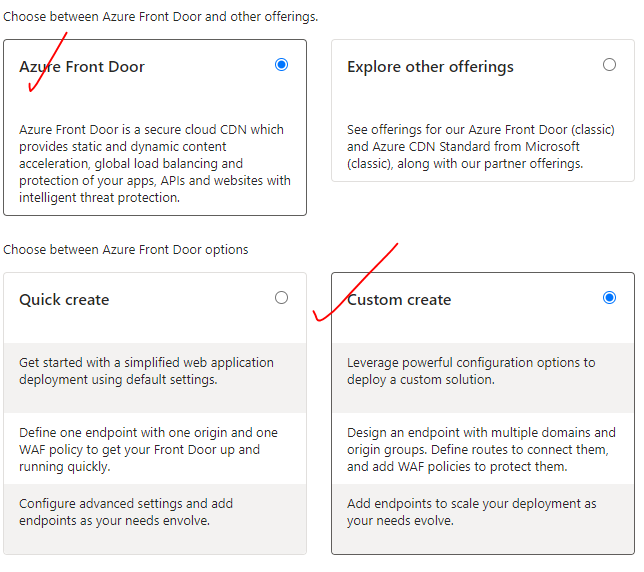 Choose between Azure Front Door and other offerings.
Azure Front Door
Azure Front Door is a secure cloud CDN which
provides static and dynamic content
acceleration, global load balancing and
protection of your apps, APIs and websites with
intelligent threat protection.
Explore other offerings
See offerings for our Azure Front Door (classic)
and Azure CDN Standard from Microsoft
(classic), along with our partner offerings.
Choose between Azure Front Door options
Quick create
Get started with a simplified web application
deployment using default settings.
Define one endpoint with one origin and one
WAF policy to get your Front Door up and
running quickly.
Configure advanced settings and add
endpoints as your needs envolve.
Custom create
Leverage powerful configuration options to
deploy a custom solution.
Design an endpoint with multiple domains and
origin groups. Define routes to connect them,
and add WAF policies to protect them.
Add endpoints to scale your deployment as
your needs evolve.